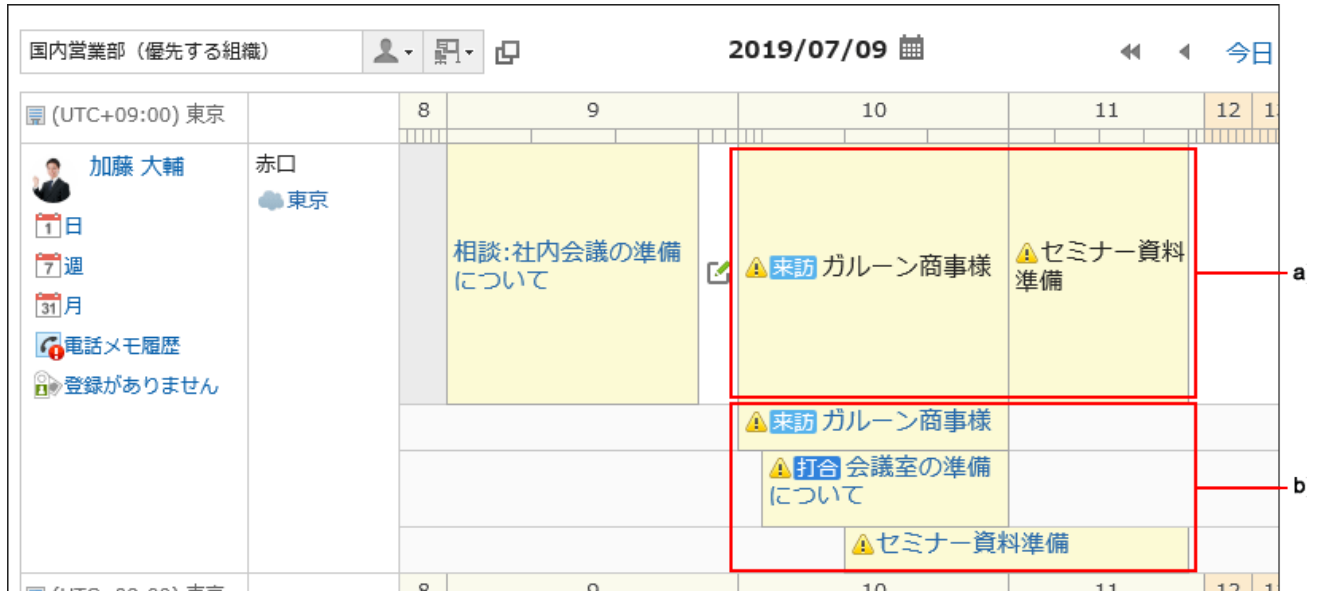 国内営業部（優先する組織）
2019/07/09
今日
(UTC+09:00) 東京
8
9
10
11
12
1
加藤 大輔
赤口
東京
1 日
7 週
31 月
電話メモ履歴
登録がありません
相談:社内会議の準備
について
来訪 ガルーン商事様
セミナー資料
準備
a
来訪 ガルーン商事様
打合 会議室の準備
について
セミナー資料準備
b
8
9
10
11
12